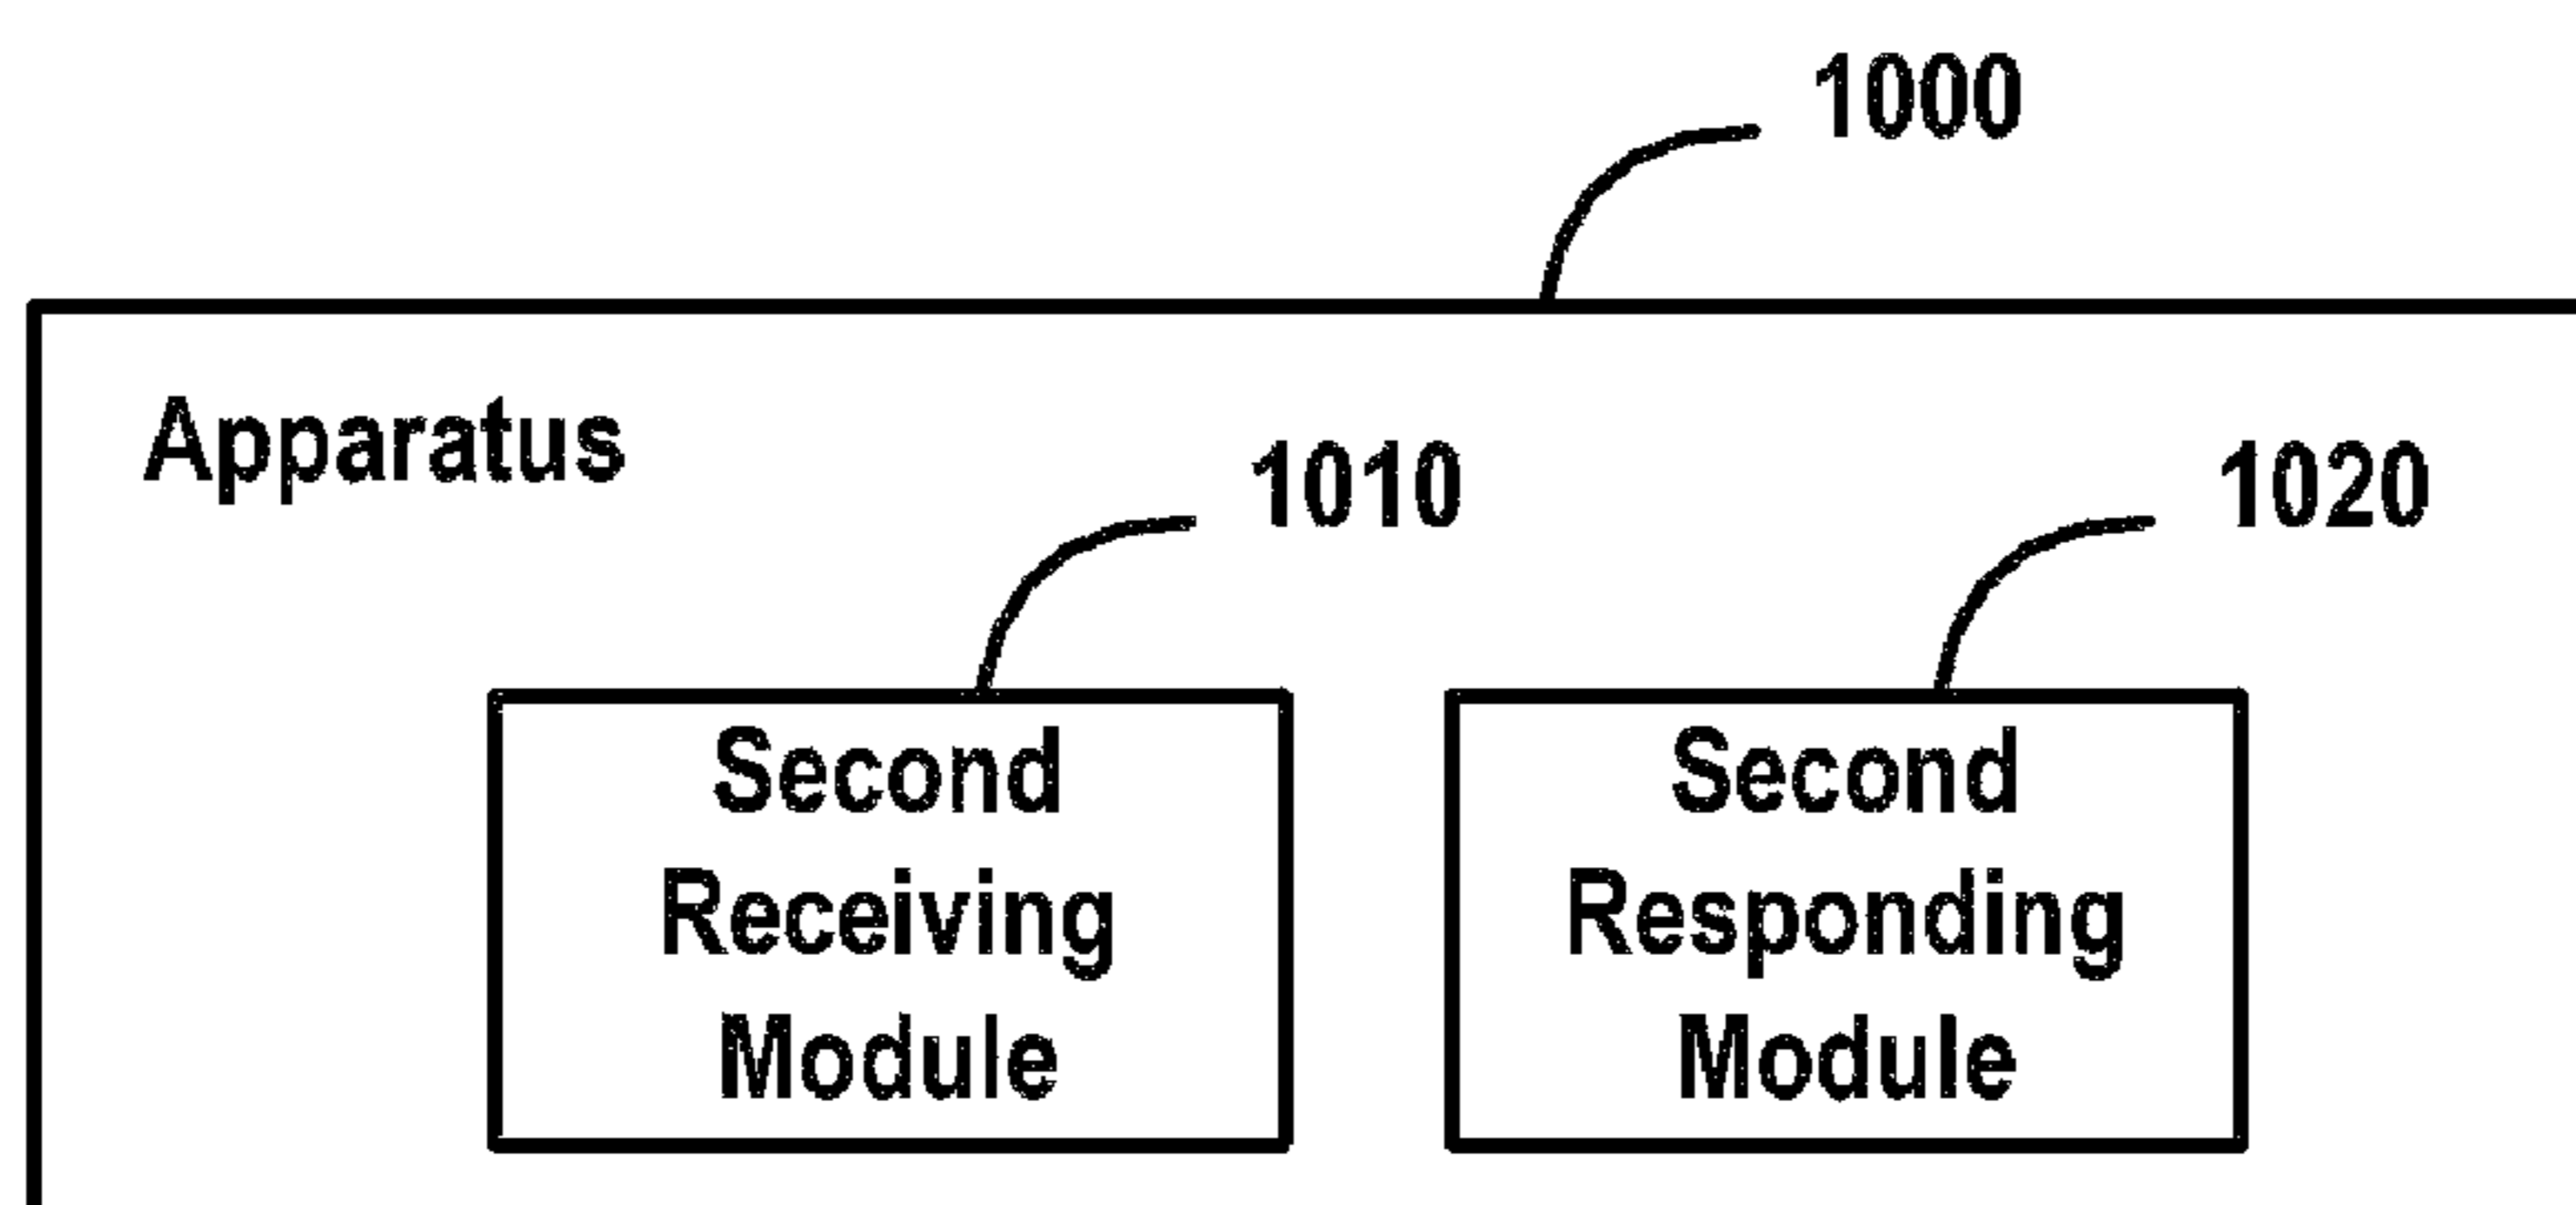 1000
Apparatus
1010
1020
Second
Receiving
Module
Second
Responding
Module